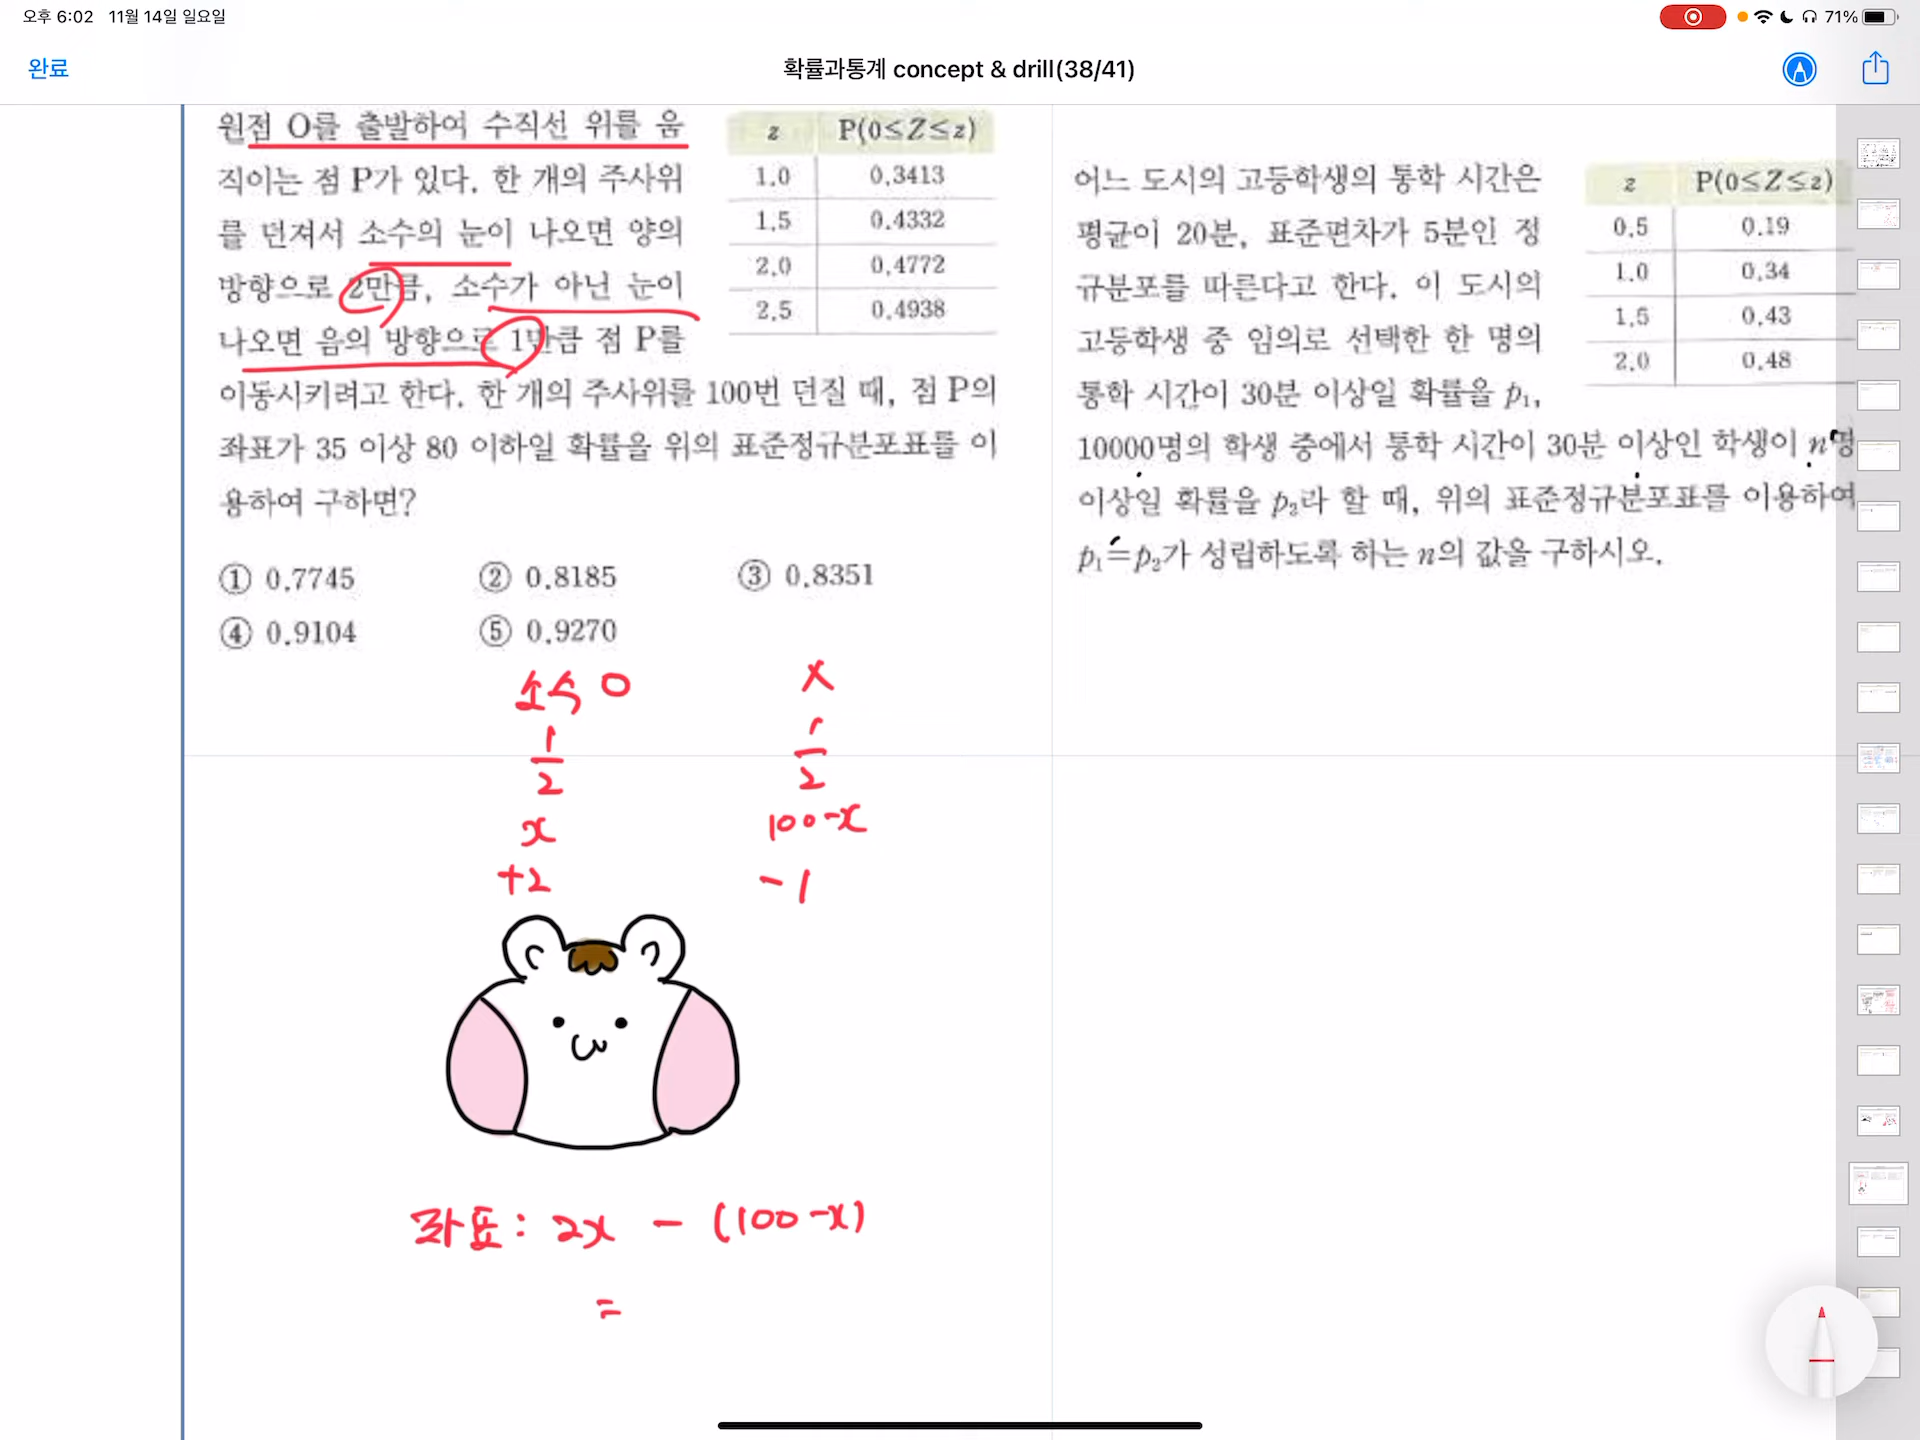 오후 6:02 11월 14일 일요일
71%
완료
확률과통계 concept & drill(38/41)
원점 O를 출발하여 수직선 위를 움
직이는 점 P가 있다. 한 개의 주사위
를 던져서 소수의 눈이 나오면 양의
방향으로 2만큼, 소수가 아닌 눈이
나오면 음의 방향으로 1만큼 점 P를
이동시키려고 한다. 한 개의 주사위를 100번 던질 때, 점 P의
좌표가 35 이상 80 이하일 확률을 위의 표준정규분포표를 이
용하여 구하면?
z P(0≤Z≤z)
1.0 0.3413
1.5 0.4332
2.0 0.4772
2.5 0.4938
① 0.7745 ② 0.8185 ③ 0.8351
④ 0.9104 ⑤ 0.9270
소수 O X
1/2 1/2
x 100-x
+2 -1
좌표: 2x - (100-x)
=
어느 도시의 고등학생의 통학 시간은
평균이 20분, 표준편차가 5분인 정
규분포를 따른다고 한다. 이 도시의
고등학생 중 임의로 선택한 한 명의
통학 시간이 30분 이상일 확률을 p₁,
10000명의 학생 중에서 통학 시간이 30분 이상인 학생이 n명
이상일 확률을 p₂라 할 때, 위의 표준정규분포표를 이용하여
p₁=p₂가 성립하도록 하는 n의 값을 구하시오.
z P(0≤Z≤z)
0.5 0.19
1.0 0.34
1.5 0.43
2.0 0.48